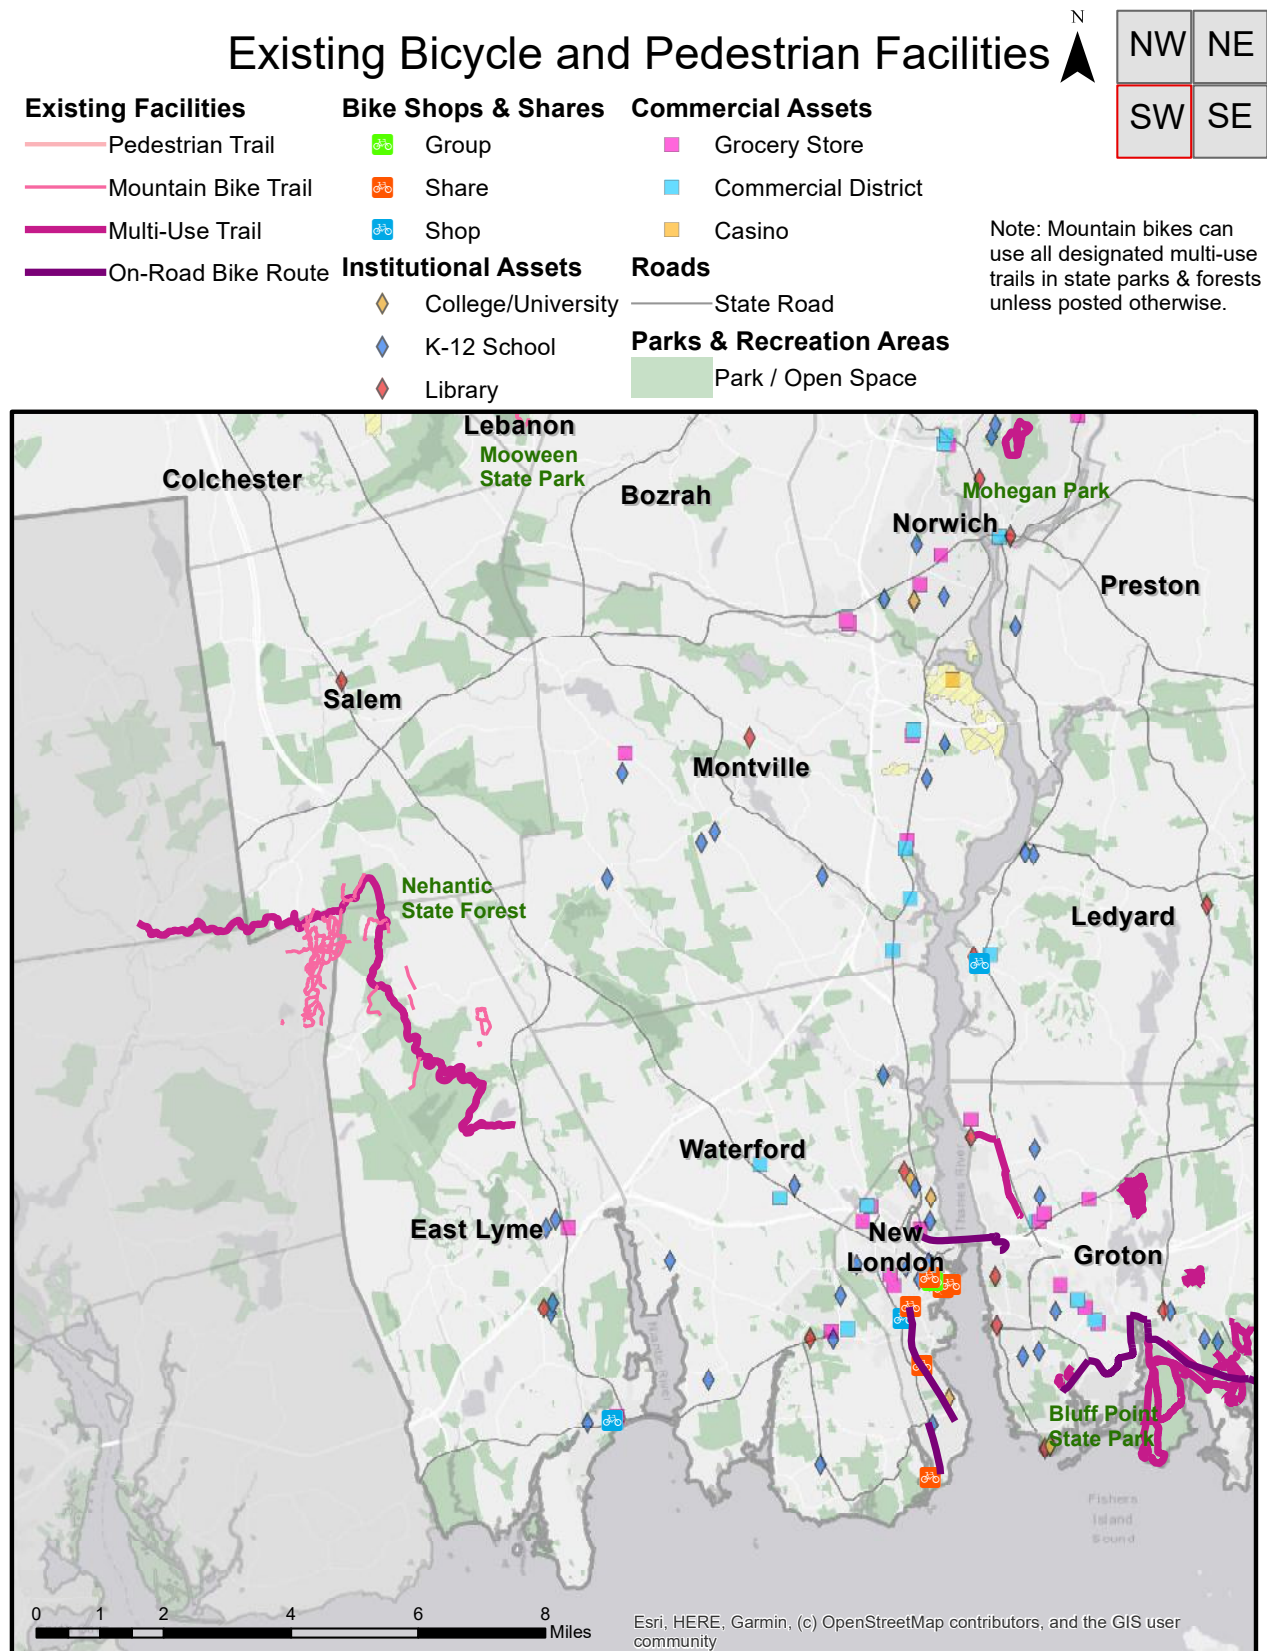 Existing Bicycle and Pedestrian Facilities
N
NW NE
SW SE
Existing Facilities
Pedestrian Trail
Mountain Bike Trail
Multi-Use Trail
On-Road Bike Route
Bike Shops & Shares
Group
Share
Shop
Institutional Assets
College/University
K-12 School
Library
Commercial Assets
Grocery Store
Commercial District
Casino
Roads
State Road
Parks & Recreation Areas
Park / Open Space
Note: Mountain bikes can
use all designated multi-use
trails in state parks & forests
unless posted otherwise.
Lebanon
Mooween
State Park
Colchester
Bozrah
Mohegan Park
Norwich
Preston
Salem
Montville
Nehantic
State Forest
Ledyard
Waterford
Thames River
East Lyme
New
London
Groton
Niantic River
Bluff Point
State Park
Fishers
Island
Sound
0 1 2 4 6 8
Miles
Esri, HERE, Garmin, (c) OpenStreetMap contributors, and the GIS user
community